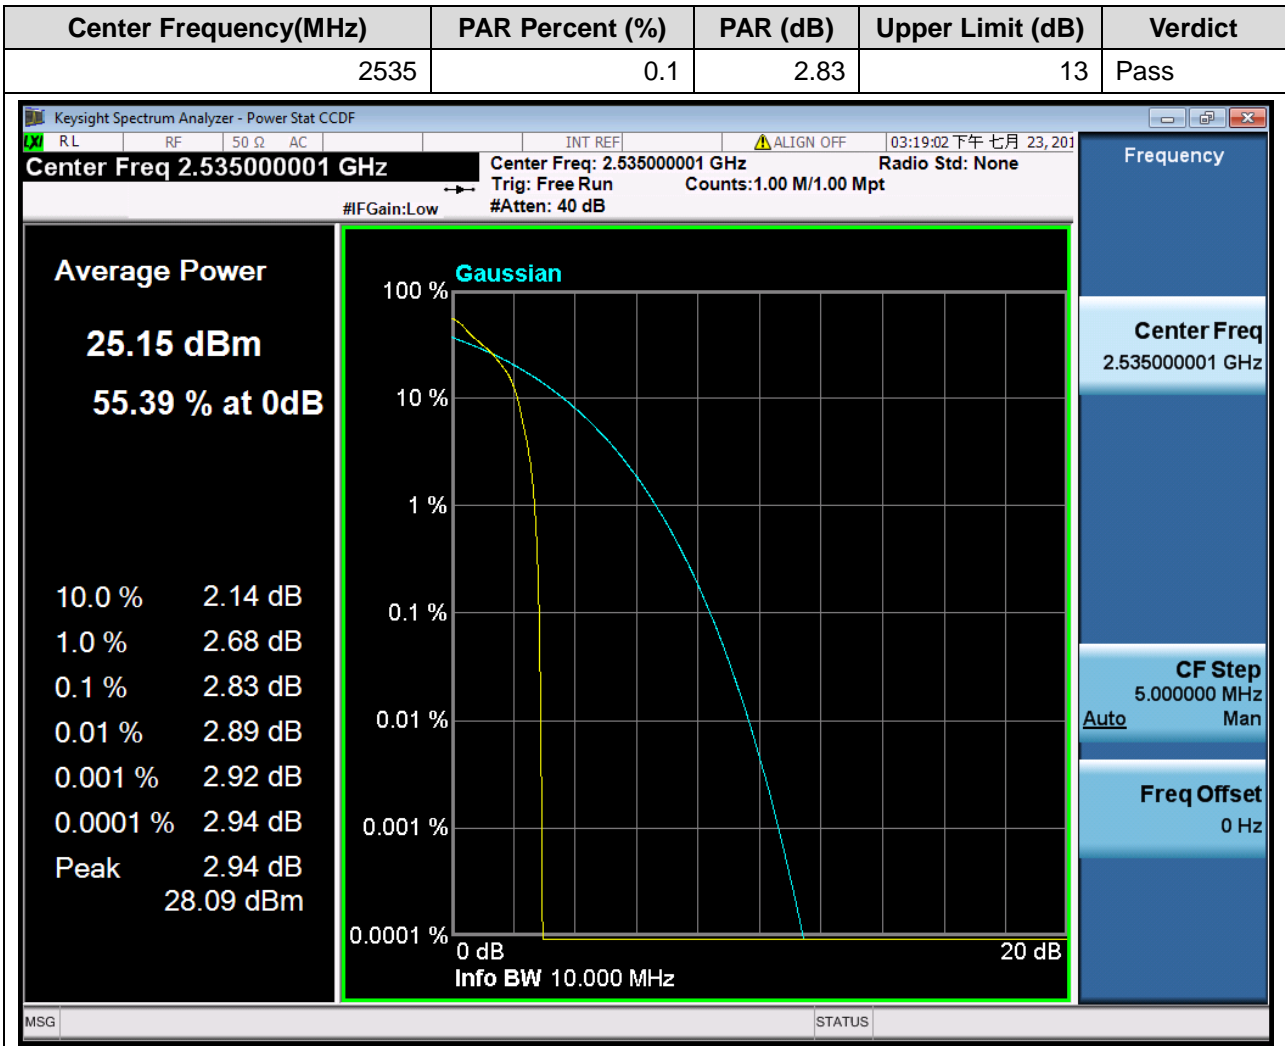 Center Frequency(MHz) PAR Percent (%) PAR (dB) Upper Limit (dB) Verdict
2535 0.1 2.83 13 Pass
Keysight Spectrum Analyzer - Power Stat CCDF
LXI RL RF 50 Ω AC INT REF ALIGN OFF 03:19:02 下午 七月 23, 201
Center Freq 2.535000001 GHz
Center Freq: 2.535000001 GHz Radio Std: None
Trig: Free Run Counts:1.00 M/1.00 Mpt
#IFGain:Low #Atten: 40 dB
Average Power
25.15 dBm
55.39 % at 0dB
10.0 % 2.14 dB
1.0 % 2.68 dB
0.1 % 2.83 dB
0.01 % 2.89 dB
0.001 % 2.92 dB
0.0001 % 2.94 dB
Peak 2.94 dB
28.09 dBm
Gaussian
100 %
10 %
1 %
0.1 %
0.01 %
0.001 %
0.0001 %
0 dB 20 dB
Info BW 10.000 MHz
Frequency
Center Freq
2.535000001 GHz
CF Step
5.000000 MHz
Auto Man
Freq Offset
0 Hz
MSG STATUS